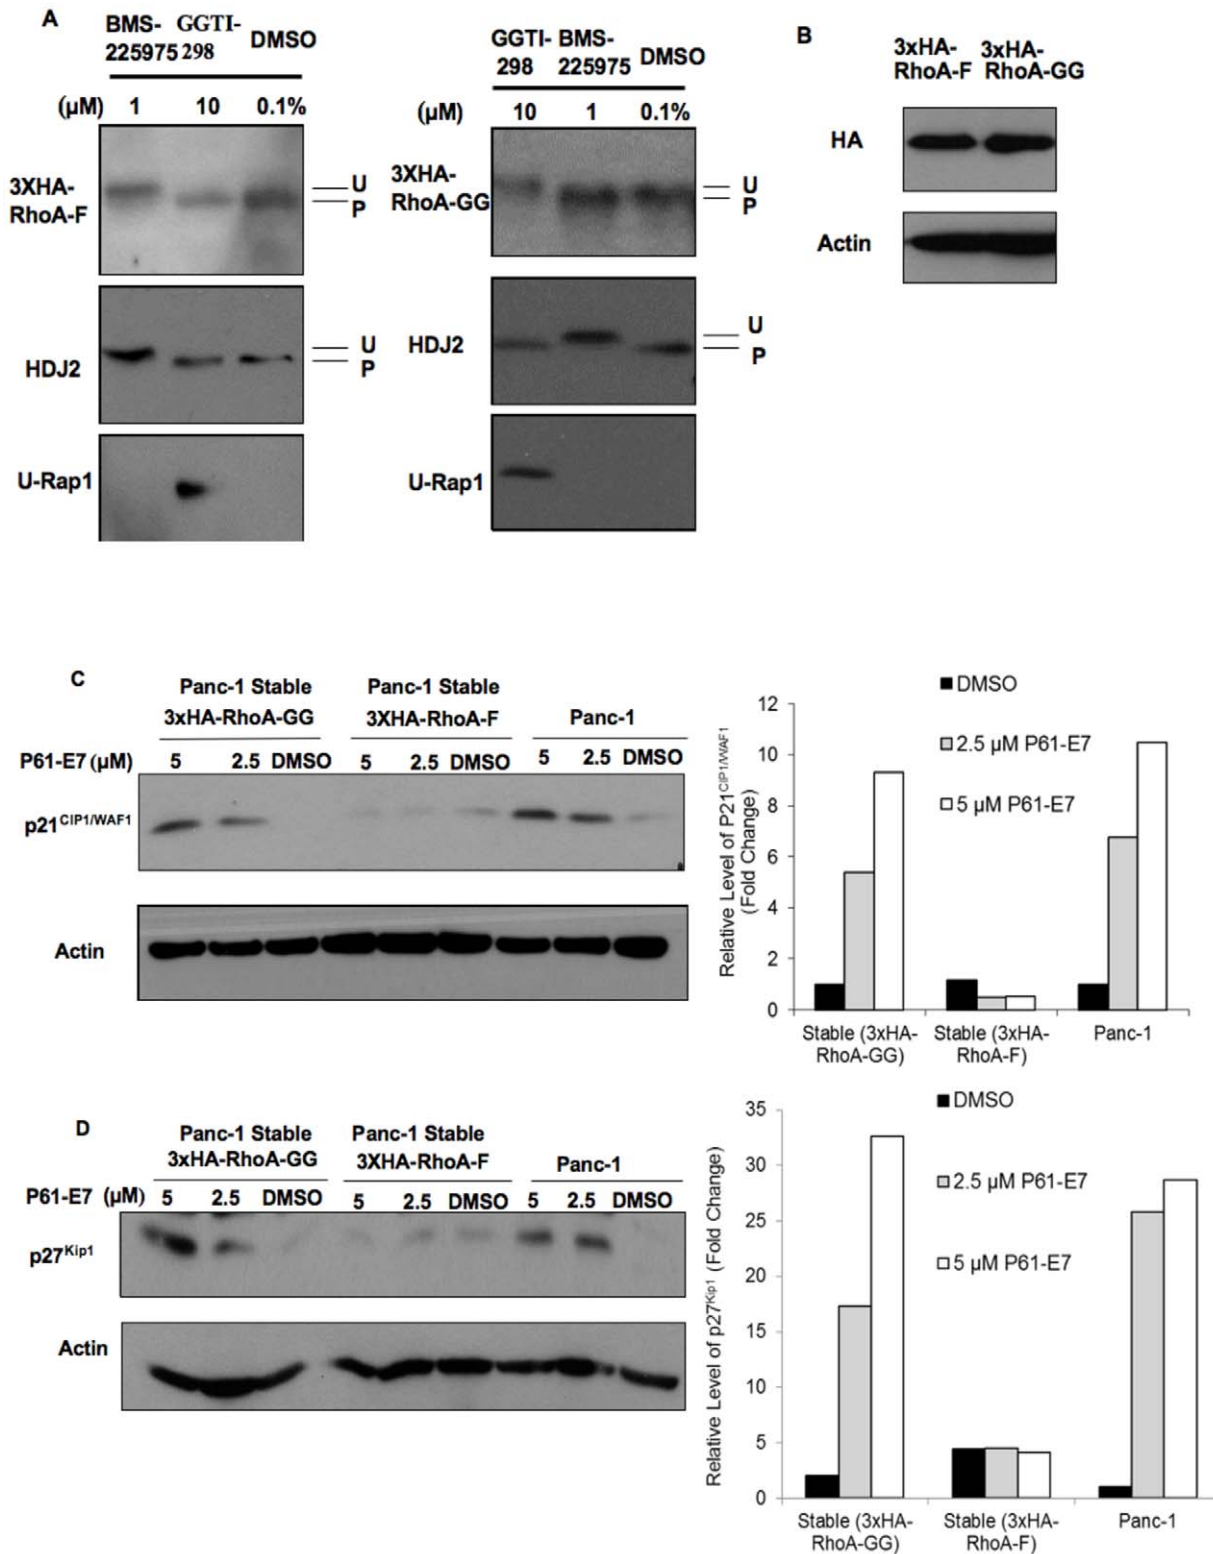 A
BMS- GGTI- DMSO
225975 298
(μM) 1 10 0.1%
3XHA-
RhoA-F
U
P
HDJ2
U
P
U-Rap1
GGTI- BMS- DMSO
298 225975
(μM) 10 1 0.1%
3XHA-
RhoA-GG
U
P
HDJ2
U
P
U-Rap1
B
3xHA- 3xHA-
RhoA-F RhoA-GG
HA
Actin
C
Panc-1 Stable Panc-1 Stable
3xHA-RhoA-GG 3XHA-RhoA-F Panc-1
P61-E7 (μM) 5 2.5 DMSO 5 2.5 DMSO 5 2.5 DMSO
p21CIP1/WAF1
Actin
Relative Level of P21CIP1/WAF1
(Fold Change)
12
10
8
6
4
2
0
DMSO
2.5 μM P61-E7
5 μM P61-E7
Stable (3xHA- Stable (3xHA- Panc-1
RhoA-GG) RhoA-F)
D
Panc-1 Stable Panc-1 Stable
3xHA-RhoA-GG 3XHA-RhoA-F Panc-1
P61-E7 (μM) 5 2.5 DMSO 5 2.5 DMSO 5 2.5 DMSO
p27Kip1
Actin
Relative Level of p27Kip1 (Fold Change)
35
30
25
20
15
10
5
0
DMSO
2.5 μM P61-E7
5 μM P61-E7
Stable (3xHA- Stable (3xHA- Panc-1
RhoA-GG) RhoA-F)